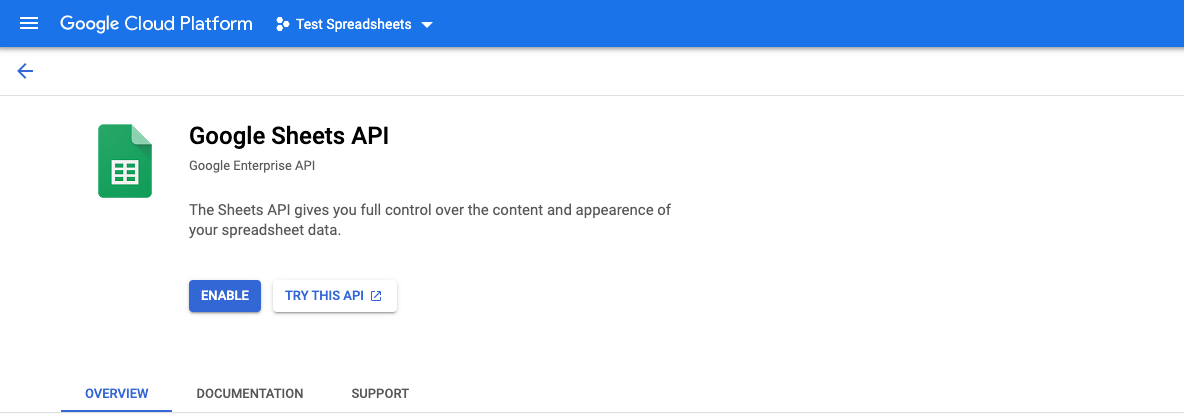 Google Cloud Platform Test Spreadsheets
Google Sheets API
Google Enterprise API
The Sheets API gives you full control over the content and appearence of
your spreadsheet data.
ENABLE TRY THIS API
OVERVIEW DOCUMENTATION SUPPORT